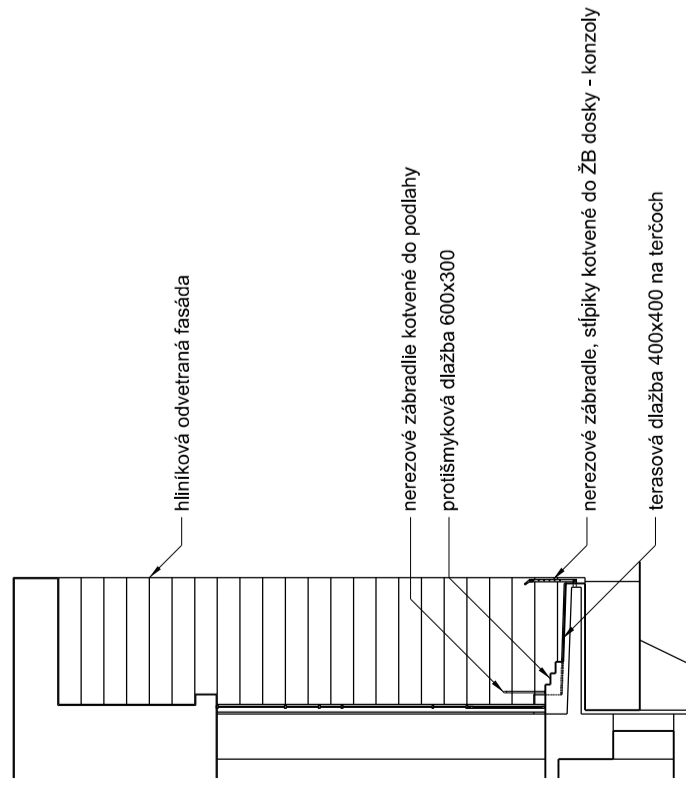 hliníková odvetraná fasáda
nerezové zábradlie kotvené do podlahy
protišmyková dlažba 600x300
nerezové zábradle, stĺpiky kotvené do ŽB dosky - konzoly
terasová dlažba 400x400 na terčoch